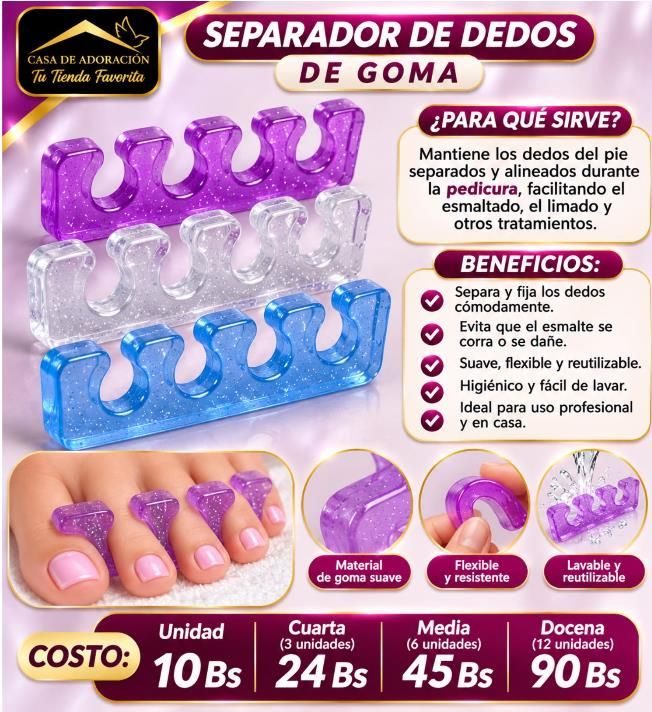 CASA DE ADORACIÓN
Tu Tienda Favorita
SEPARADOR DE DEDOS
DE GOMA
¿PARA QUÉ SIRVE?
Mantiene los dedos del pie
separados y alineados durante
la pedicura, facilitando el
esmaltado, el limado y
otros tratamientos.
BENEFICIOS:
Separa y fija los dedos
cómodamente.
Evita que el esmalte se
corra o se dañe.
Suave, flexible y reutilizable.
Higiénico y fácil de lavar.
Ideal para uso profesional
y en casa.
Material
de goma suave
Flexible
y resistente
Lavable y
reutilizable
COSTO:
Unidad
10 Bs
Cuarta
(3 unidades)
24 Bs
Media
(6 unidades)
45 Bs
Docena
(12 unidades)
90 Bs